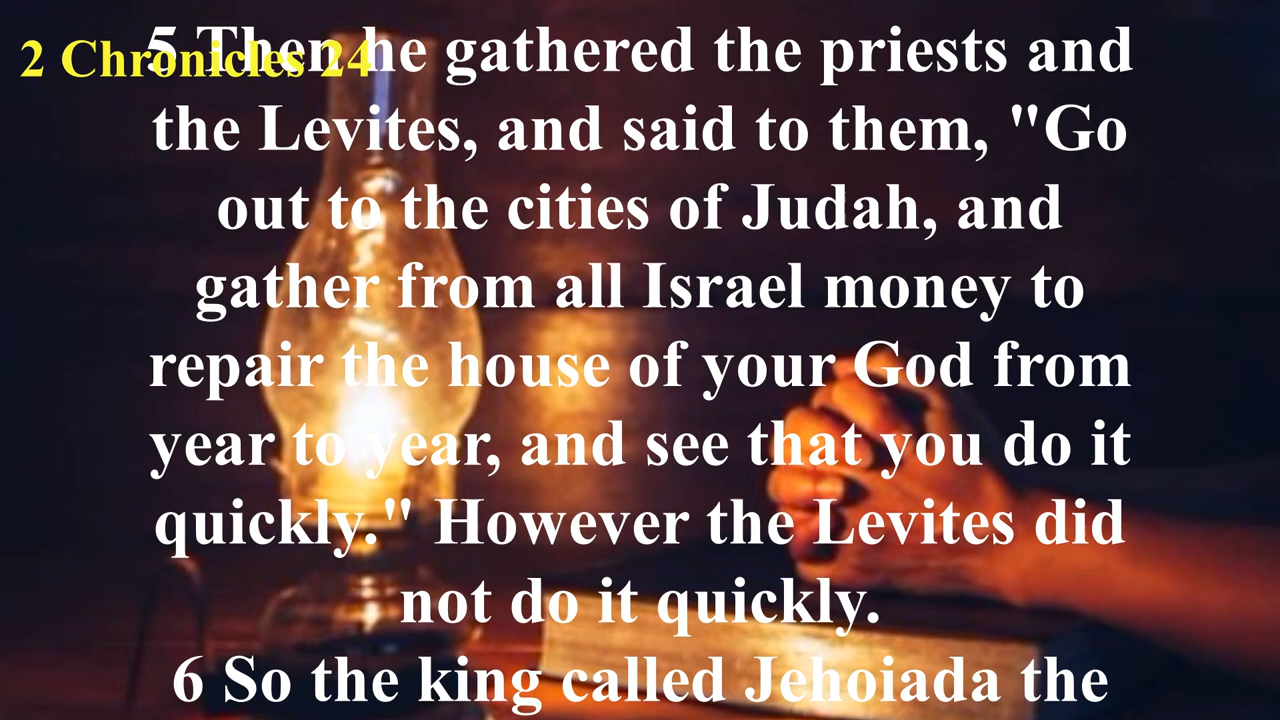 2 Chronicles 24
5 Then he gathered the priests and
the Levites, and said to them, "Go
out to the cities of Judah, and
gather from all Israel money to
repair the house of your God from
year to year, and see that you do it
quickly." However the Levites did
not do it quickly.
6 So the king called Jehoiada the